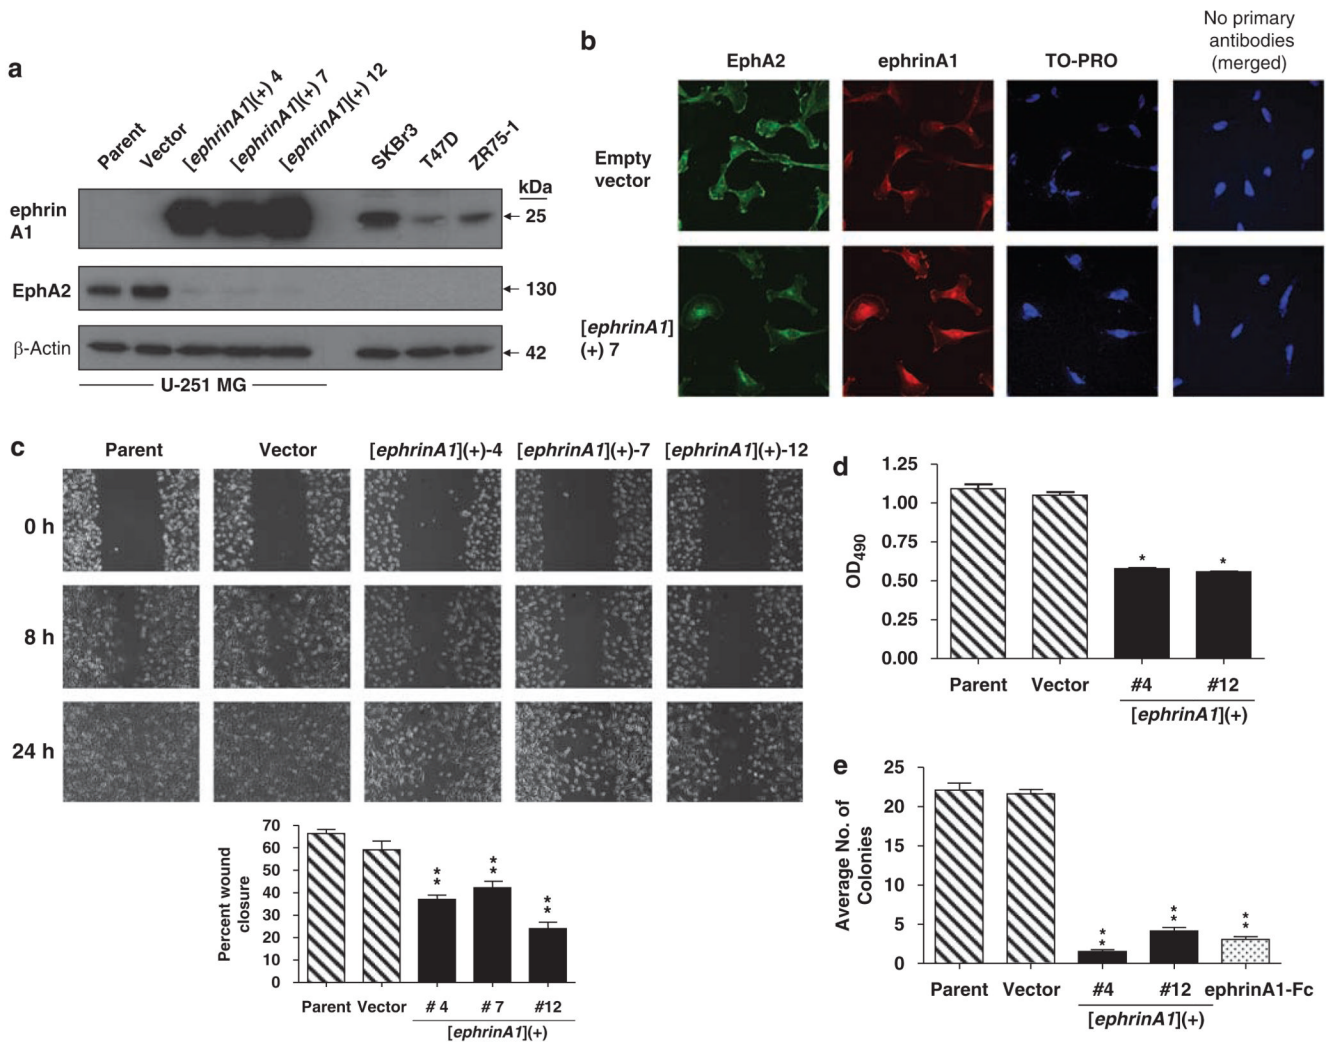 a
Parent
Vector
[ephrinA1](+) 4
[ephrinA1](+) 7
[ephrinA1](+) 12
SKBr3
T47D
ZR75-1
kDa
ephrin
A1
25
EphA2
130
β-Actin
42
U-251 MG
b
EphA2
ephrinA1
TO-PRO
No primary
antibodies
(merged)
Empty
vector
[ephrinA1]
(+) 7
c
Parent
Vector
[ephrinA1](+)-4
[ephrinA1](+)-7
[ephrinA1](+)-12
0 h
8 h
24 h
Percent wound
closure
70
60
50
40
30
20
10
0
*
*
*
*
*
*
Parent
Vector
# 4
# 7
#12
[ephrinA1](+)
d
OD490
1.25
1.00
0.75
0.50
0.25
0.00
*
*
Parent
Vector
#4
#12
[ephrinA1](+)
e
Average No. of
Colonies
25
20
15
10
5
0
*
*
*
*
*
*
Parent
Vector
#4
#12
ephrinA1-Fc
[ephrinA1](+)